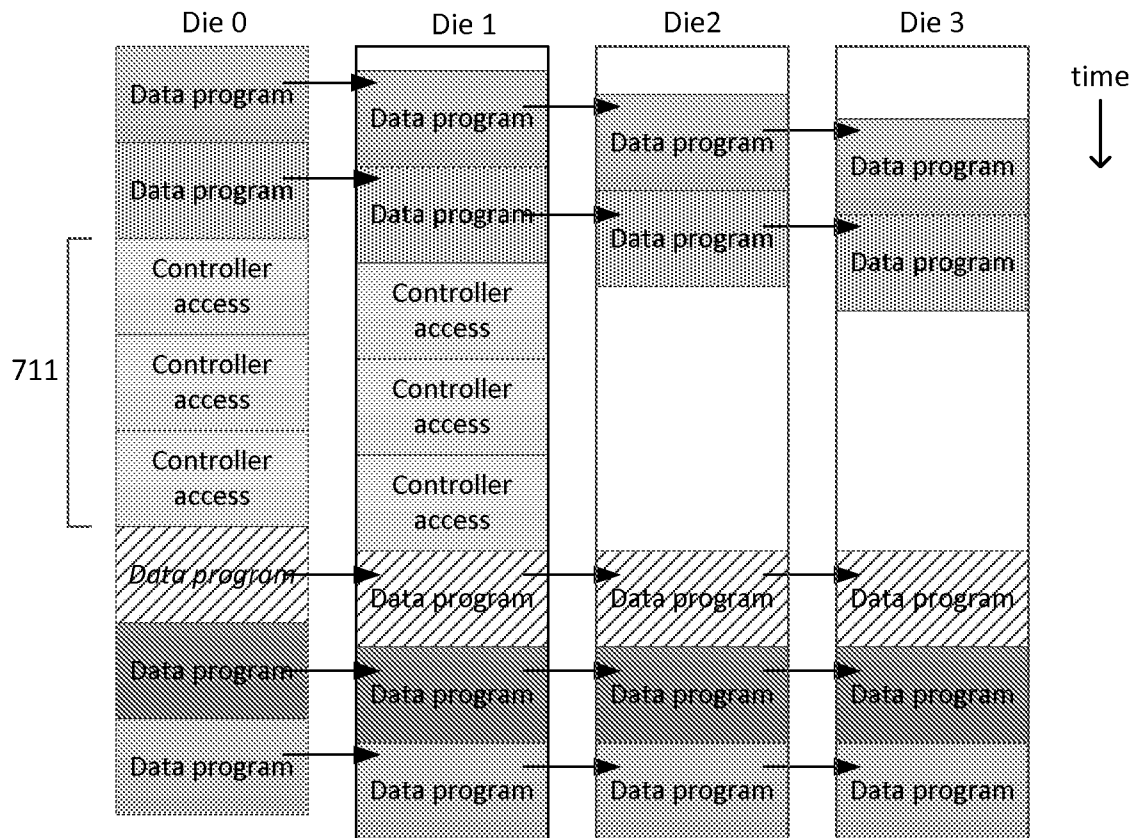 Die 0
Die 1
Die2
Die 3
time
Data program
Data program
Data program
Data program
Data program
Data program
Data program
Data program
711
Controller
access
Controller
access
Controller
access
Controller
access
Controller
access
Controller
access
Data program
Data program
Data program
Data program
Data program
Data program
Data program
Data program
Data program
Data program
Data program
Data program